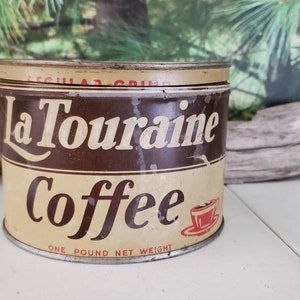 REGULAR GRIND
La Touraine
Coffee
ONE POUND NET WEIGHT